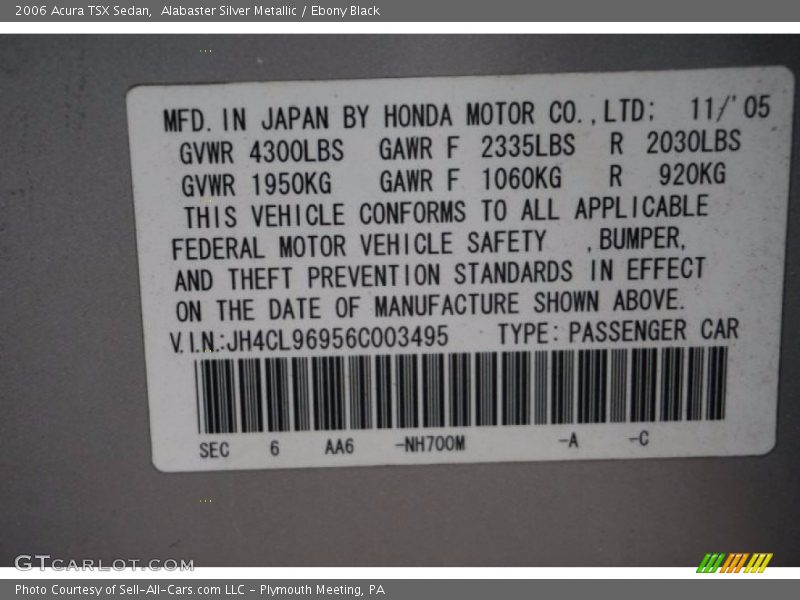 2006 Acura TSX Sedan,  Alabaster Silver Metallic / Ebony Black
MFD. IN JAPAN BY HONDA MOTOR CO., LTD; 11/'05
GVWR 4300LBS GAWR F 2335LBS R 2030LBS
GVWR 1950KG GAWR F 1060KG R 920KG
THIS VEHICLE CONFORMS TO ALL APPLICABLE
FEDERAL MOTOR VEHICLE SAFETY ,BUMPER,
AND THEFT PREVENTION STANDARDS IN EFFECT
ON THE DATE OF MANUFACTURE SHOWN ABOVE.
V.I.N.:JH4CL96956C003495 TYPE: PASSENGER CAR
SEC 6 AA6 -NH700M -A -C
GTCARLOT.COM
Photo Courtesy of Sell-All-Cars.com LLC - Plymouth Meeting, PA